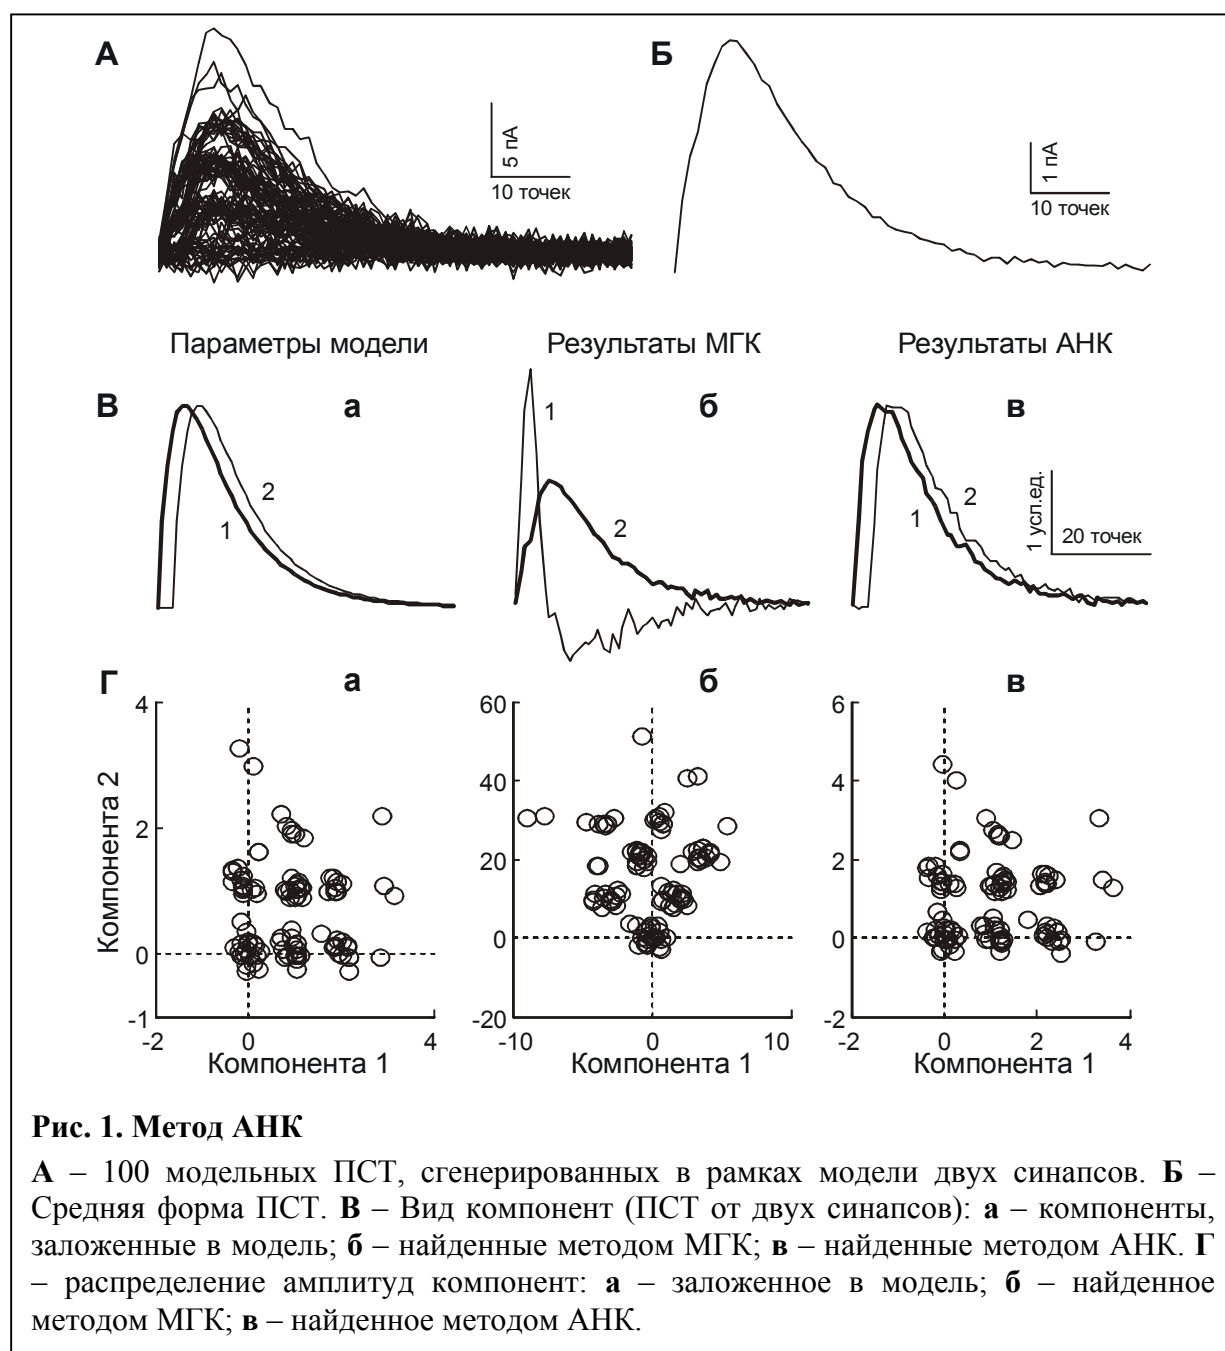 А
Б
5 пА
10 точек
1 пА
10 точек
Параметры модели
Результаты МГК
Результаты АНК
В
а
б
в
1
2
1
2
1
2
1 усл.ед.
20 точек
Г
а
б
в
Компонента 2
4
2
0
-1
-2
0
4
Компонента 1
60
40
20
0
-20
-10
0
10
Компонента 1
6
4
2
0
-2
-2
0
2
4
Компонента 1
Рис. 1. Метод АНК
А – 100 модельных ПСТ, сгенерированных в рамках модели двух синапсов. Б –
Средняя форма ПСТ. В – Вид компонент (ПСТ от двух синапсов): а – компоненты,
заложенные в модель; б – найденные методом МГК; в – найденные методом АНК. Г
– распределение амплитуд компонент: а – заложенное в модель; б – найденное
методом МГК; в – найденное методом АНК.